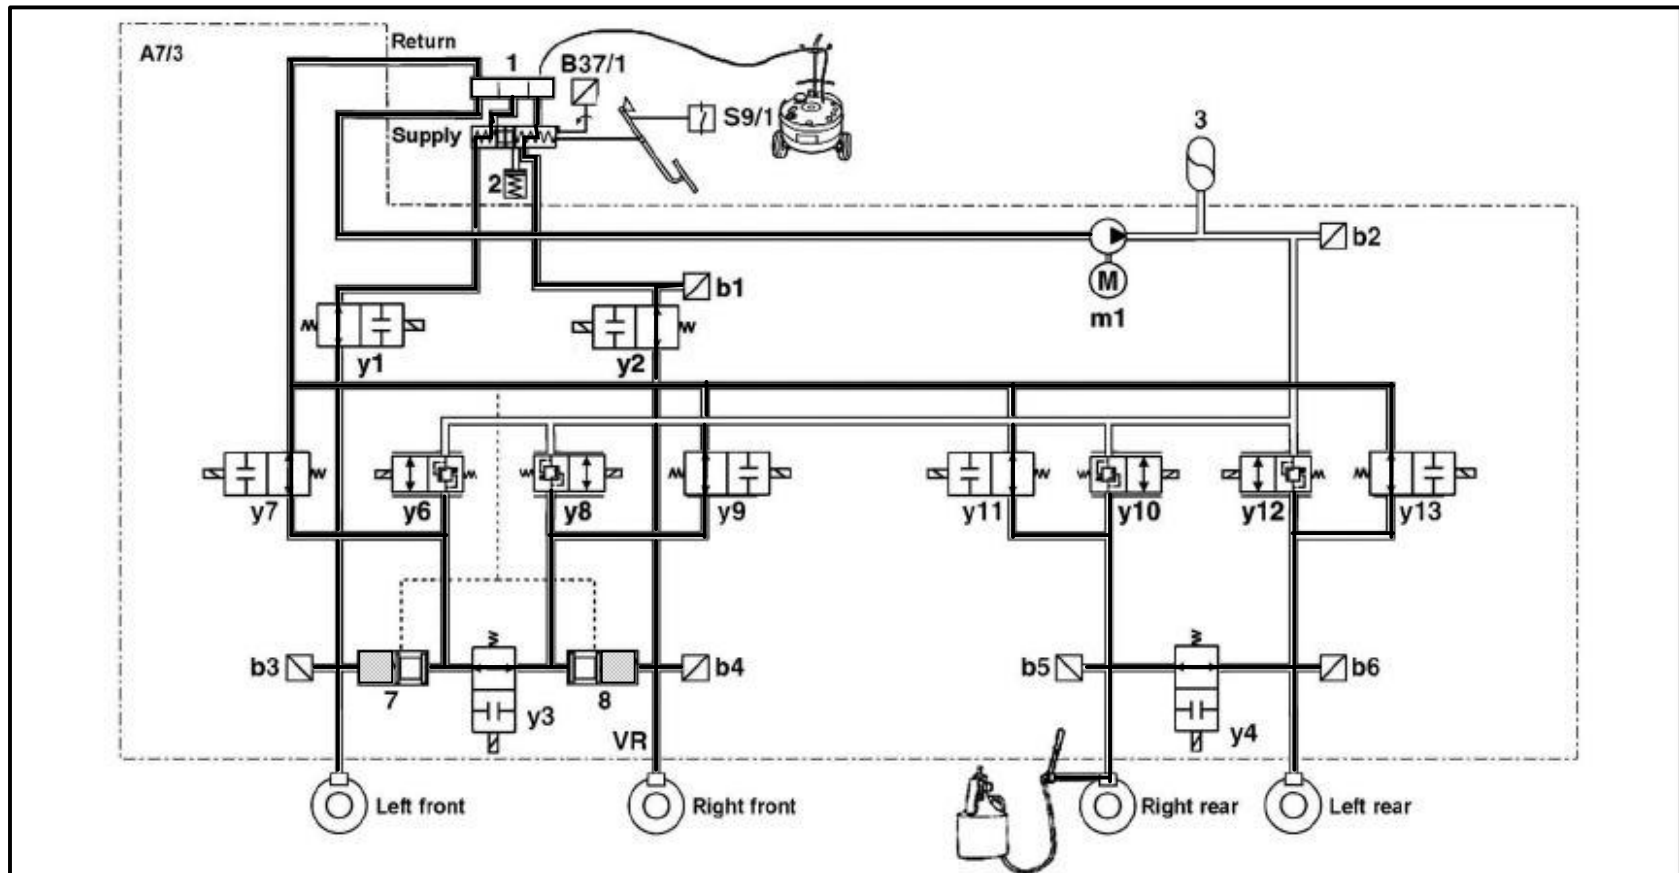 Return
A7/3
1
B37/1
S9/1
Supply
3
2
b2
b1
M
m1
y1
y2
y7
y6
y8
y9
y11
y10
y12
y13
b3
b4
b5
b6
7
8
y3
y4
VR
Left front
Right front
Right rear
Left rear